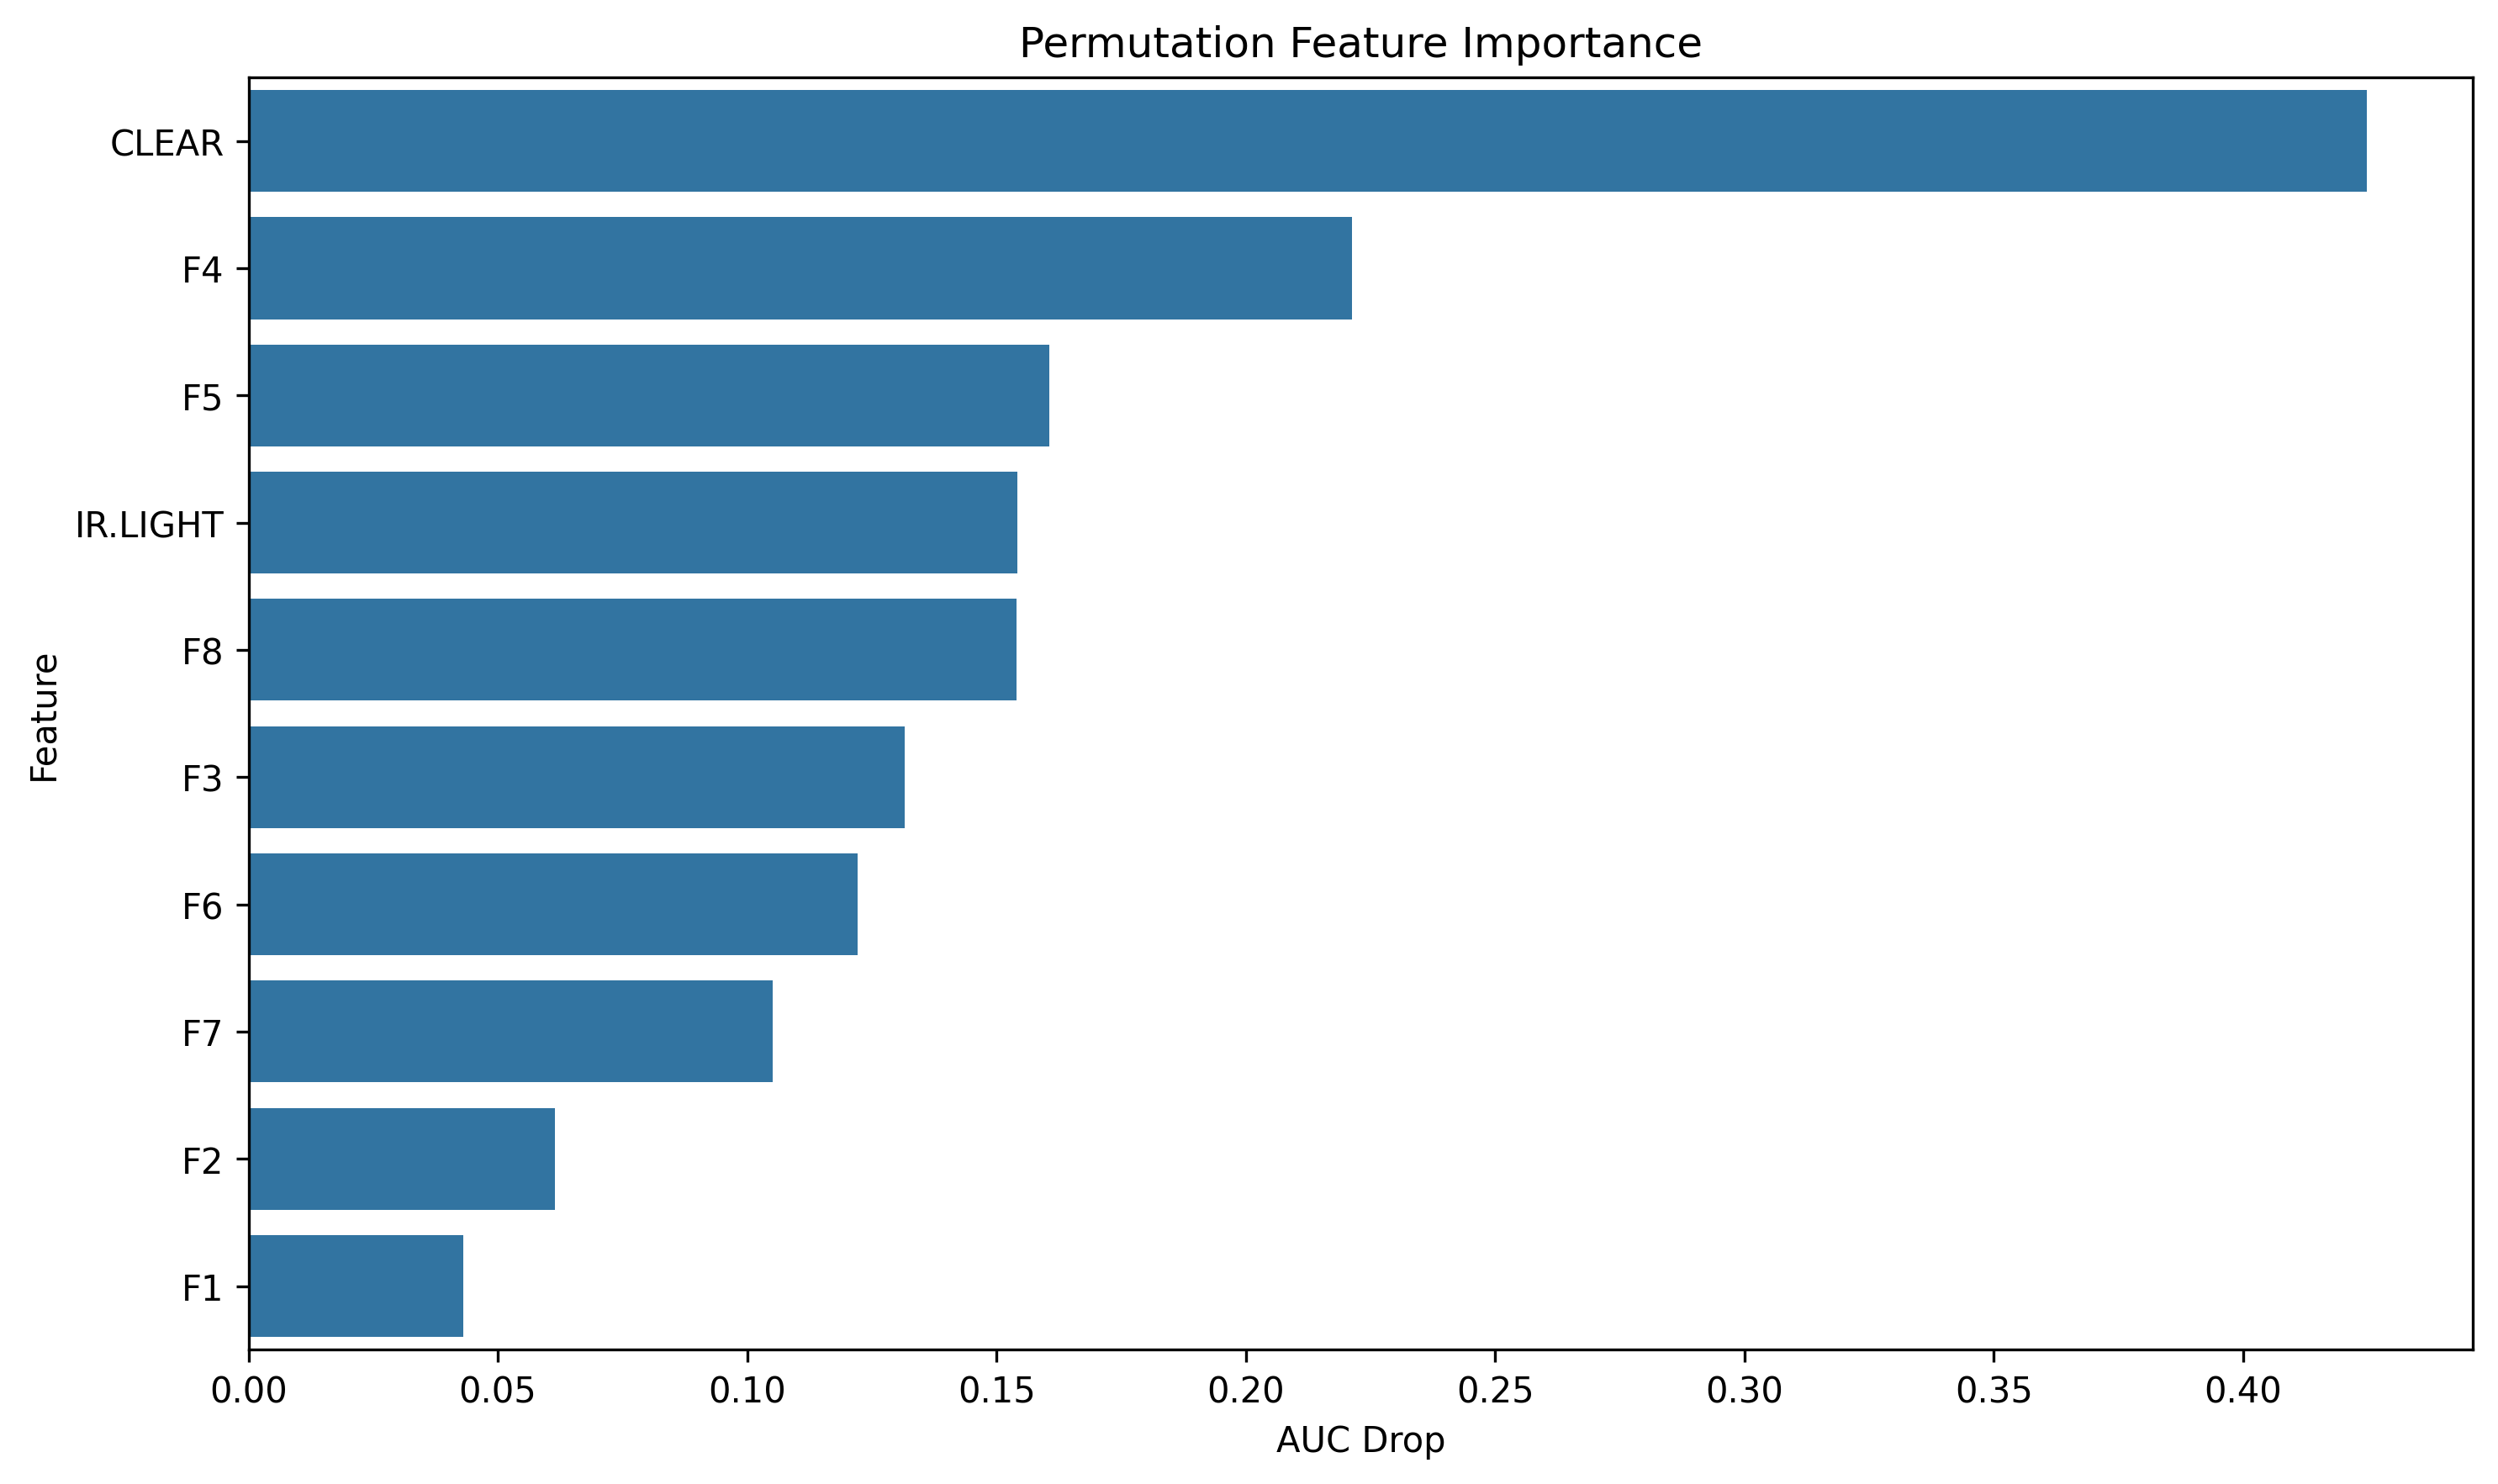 Permutation Feature Importance
CLEAR
F4
F5
IR.LIGHT
F8
F3
F6
F7
F2
F1
Feature
0.00 0.05 0.10 0.15 0.20 0.25 0.30 0.35 0.40
AUC Drop